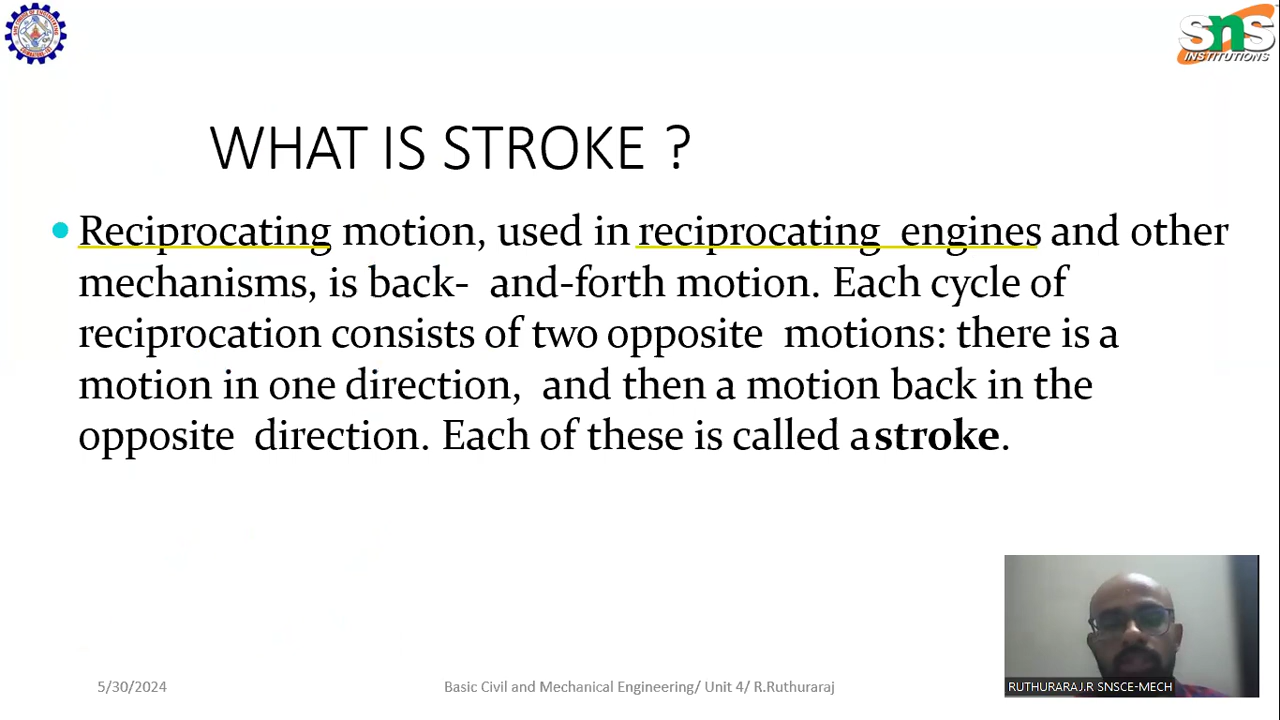 SNS
INSTITUTIONS
WHAT IS STROKE ?
Reciprocating motion, used in reciprocating engines and other
mechanisms, is back- and-forth motion. Each cycle of
reciprocation consists of two opposite motions: there is a
motion in one direction, and then a motion back in the
opposite direction. Each of these is called a stroke.
5/30/2024
Basic Civil and Mechanical Engineering/ Unit 4/ R.Ruthuraraj
RUTHURARAJ.R SNSCE-MECH